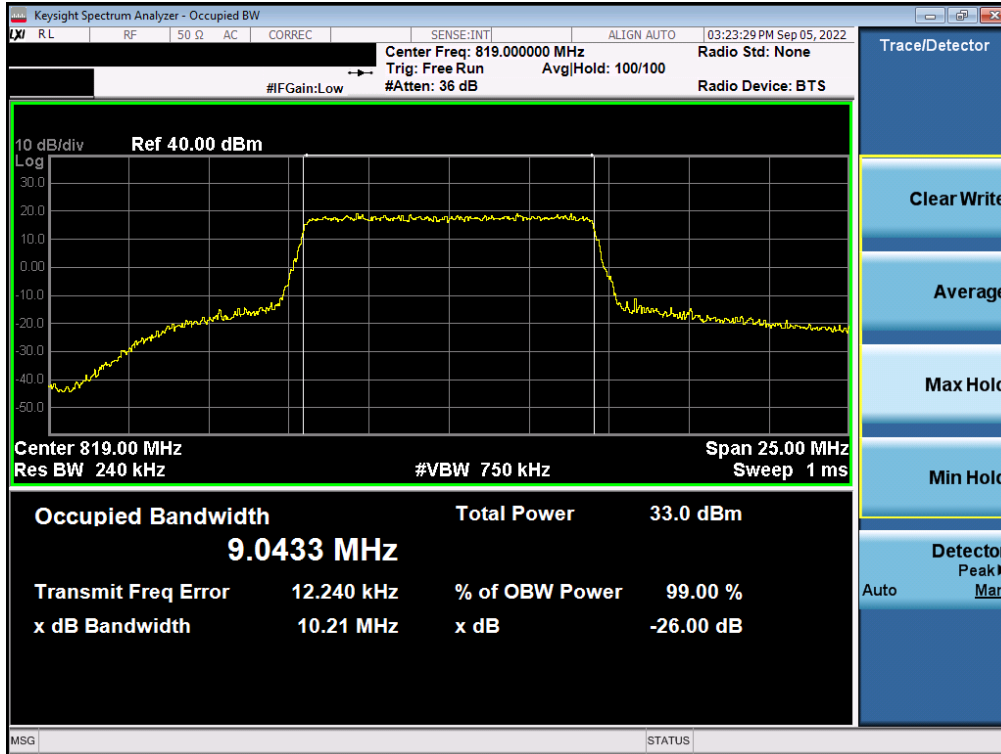 Keysight Spectrum Analyzer - Occupied BW
LXI RL RF 50 Ω AC CORREC SENSE:INT ALIGN AUTO 03:23:29 PM Sep 05, 2022
Center Freq: 819.000000 MHz Radio Std: None
Trig: Free Run Avg|Hold: 100/100
#IFGain:Low #Atten: 36 dB Radio Device: BTS
Trace/Detector
10 dB/div Ref 40.00 dBm
Log
30.0
20.0
10.0
0.00
-10.0
-20.0
-30.0
-40.0
-50.0
Center 819.00 MHz Span 25.00 MHz
Res BW 240 kHz #VBW 750 kHz Sweep 1 ms
Occupied Bandwidth Total Power 33.0 dBm
9.0433 MHz
Transmit Freq Error 12.240 kHz % of OBW Power 99.00 %
x dB Bandwidth 10.21 MHz x dB -26.00 dB
Clear Write
Average
Max Hold
Min Hold
Detector
Peak
Auto Man
MSG STATUS